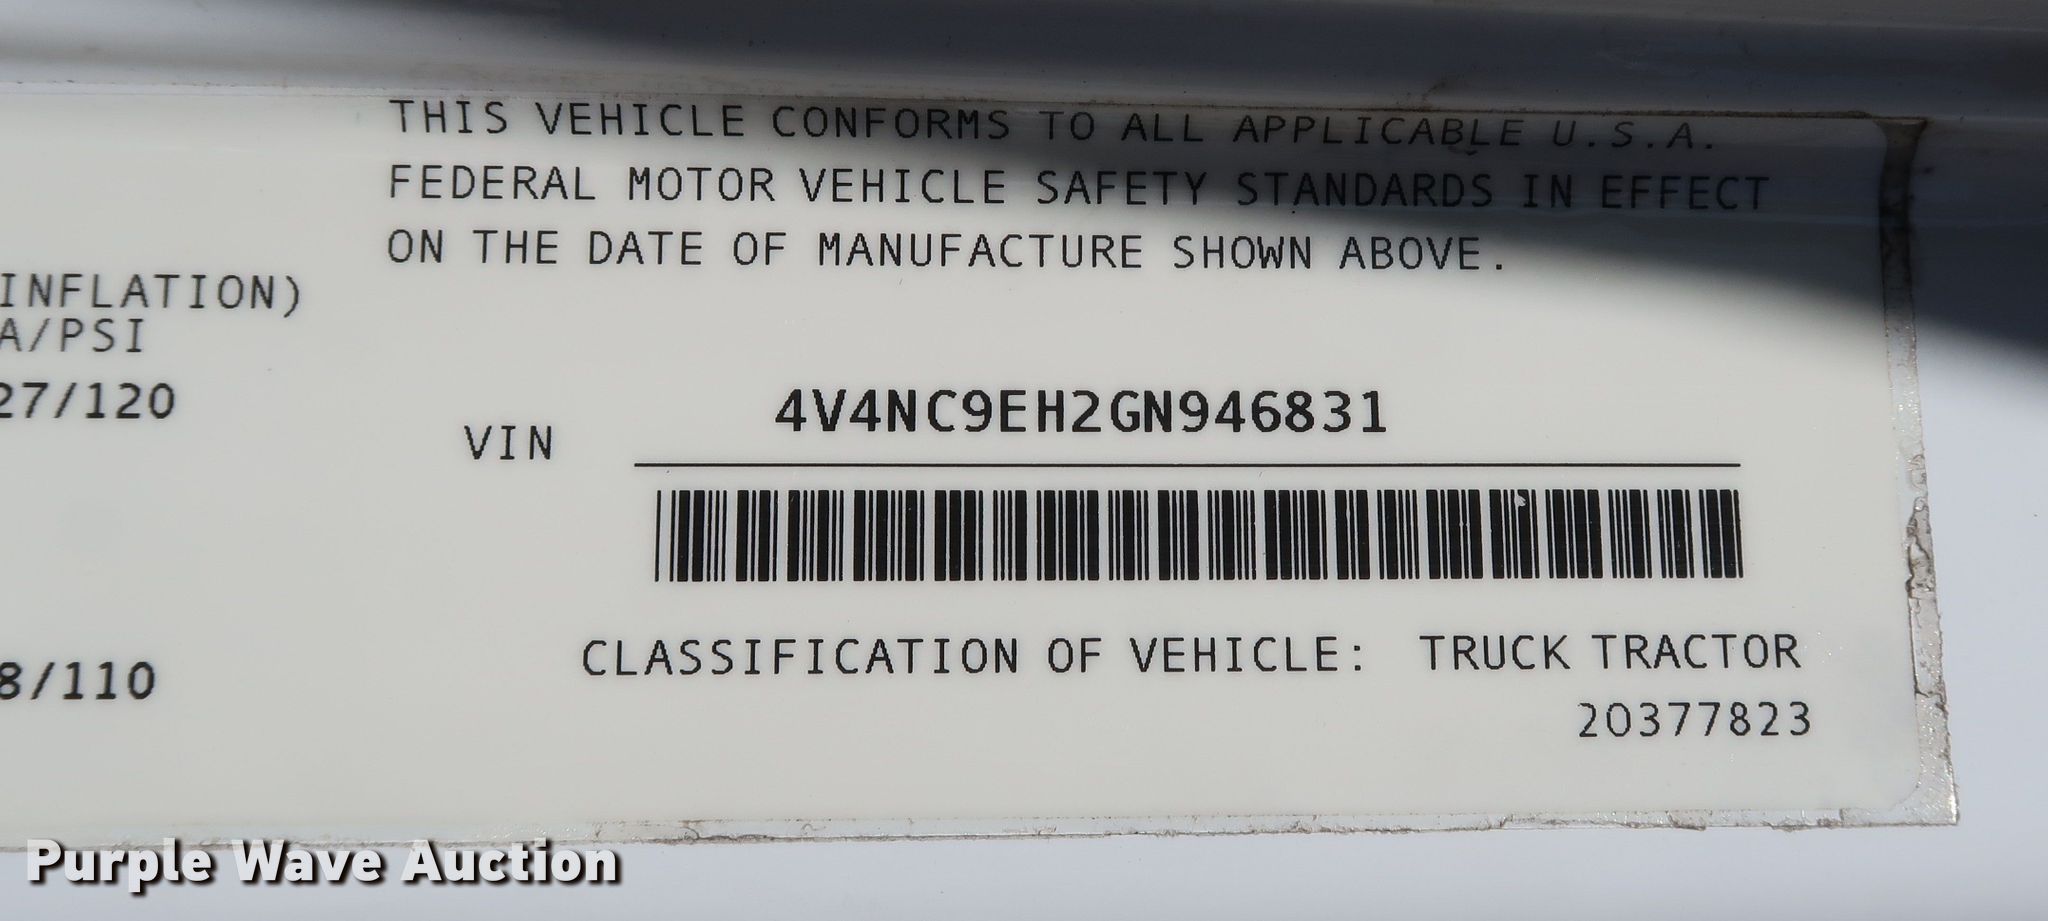 THIS VEHICLE CONFORMS TO ALL APPLICABLE U.S.A.
FEDERAL MOTOR VEHICLE SAFETY STANDARDS IN EFFECT
ON THE DATE OF MANUFACTURE SHOWN ABOVE.
INFLATION)
A/PSI
27/120
VIN 4V4NC9EH2GN946831
CLASSIFICATION OF VEHICLE: TRUCK TRACTOR
8/110
20377823
Purple Wave Auction